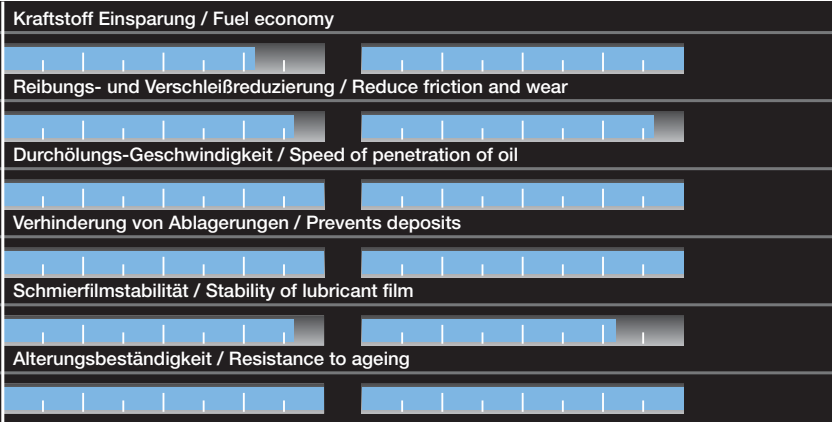 Kraftstoff Einsparung / Fuel economy
Reibungs- und Verschleißreduzierung / Reduce friction and wear
Durchölungs-Geschwindigkeit / Speed of penetration of oil
Verhinderung von Ablagerungen / Prevents deposits
Schmierfilmstabilität / Stability of lubricant film
Alterungsbeständigkeit / Resistance to ageing